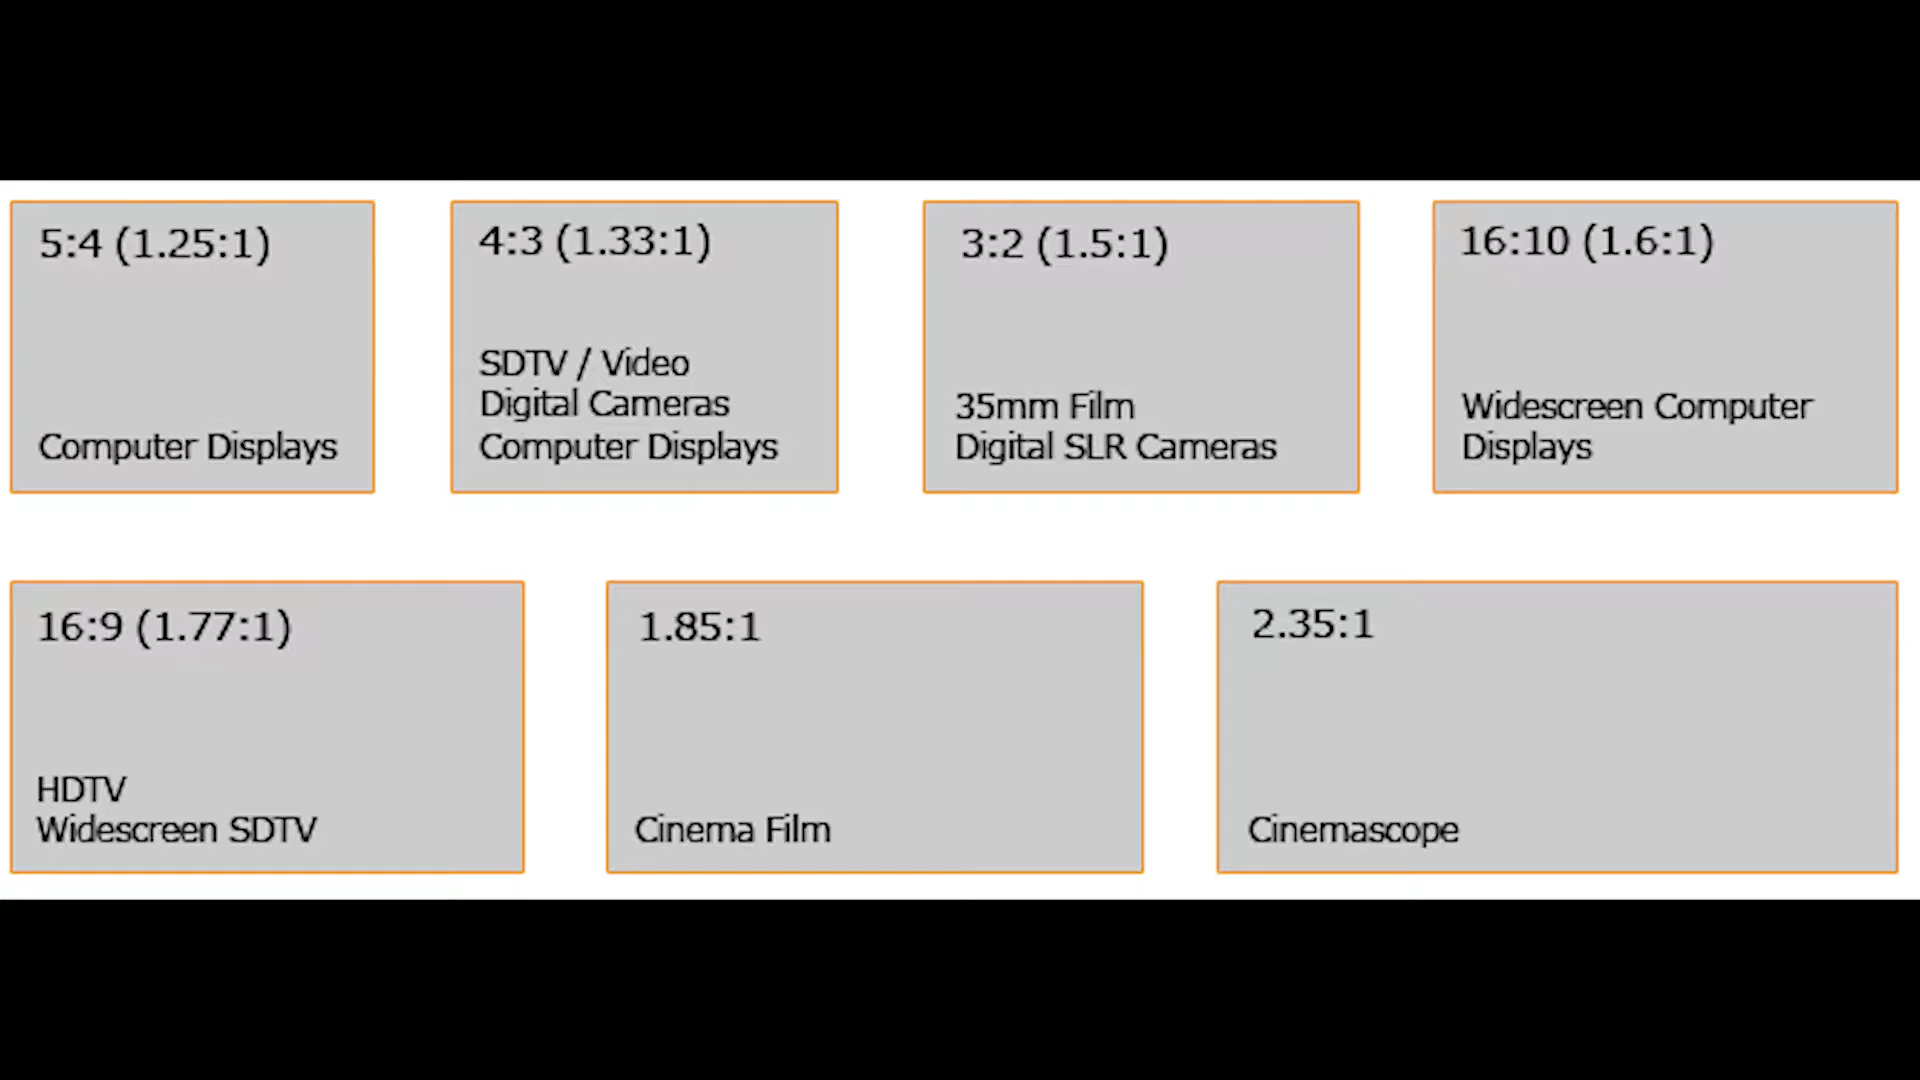 5:4 (1.25:1)
Computer Displays
4:3 (1.33:1)
SDTV / Video
Digital Cameras
Computer Displays
3:2 (1.5:1)
35mm Film
Digital SLR Cameras
16:10 (1.6:1)
Widescreen Computer
Displays
16:9 (1.77:1)
HDTV
Widescreen SDTV
1.85:1
Cinema Film
2.35:1
Cinemascope